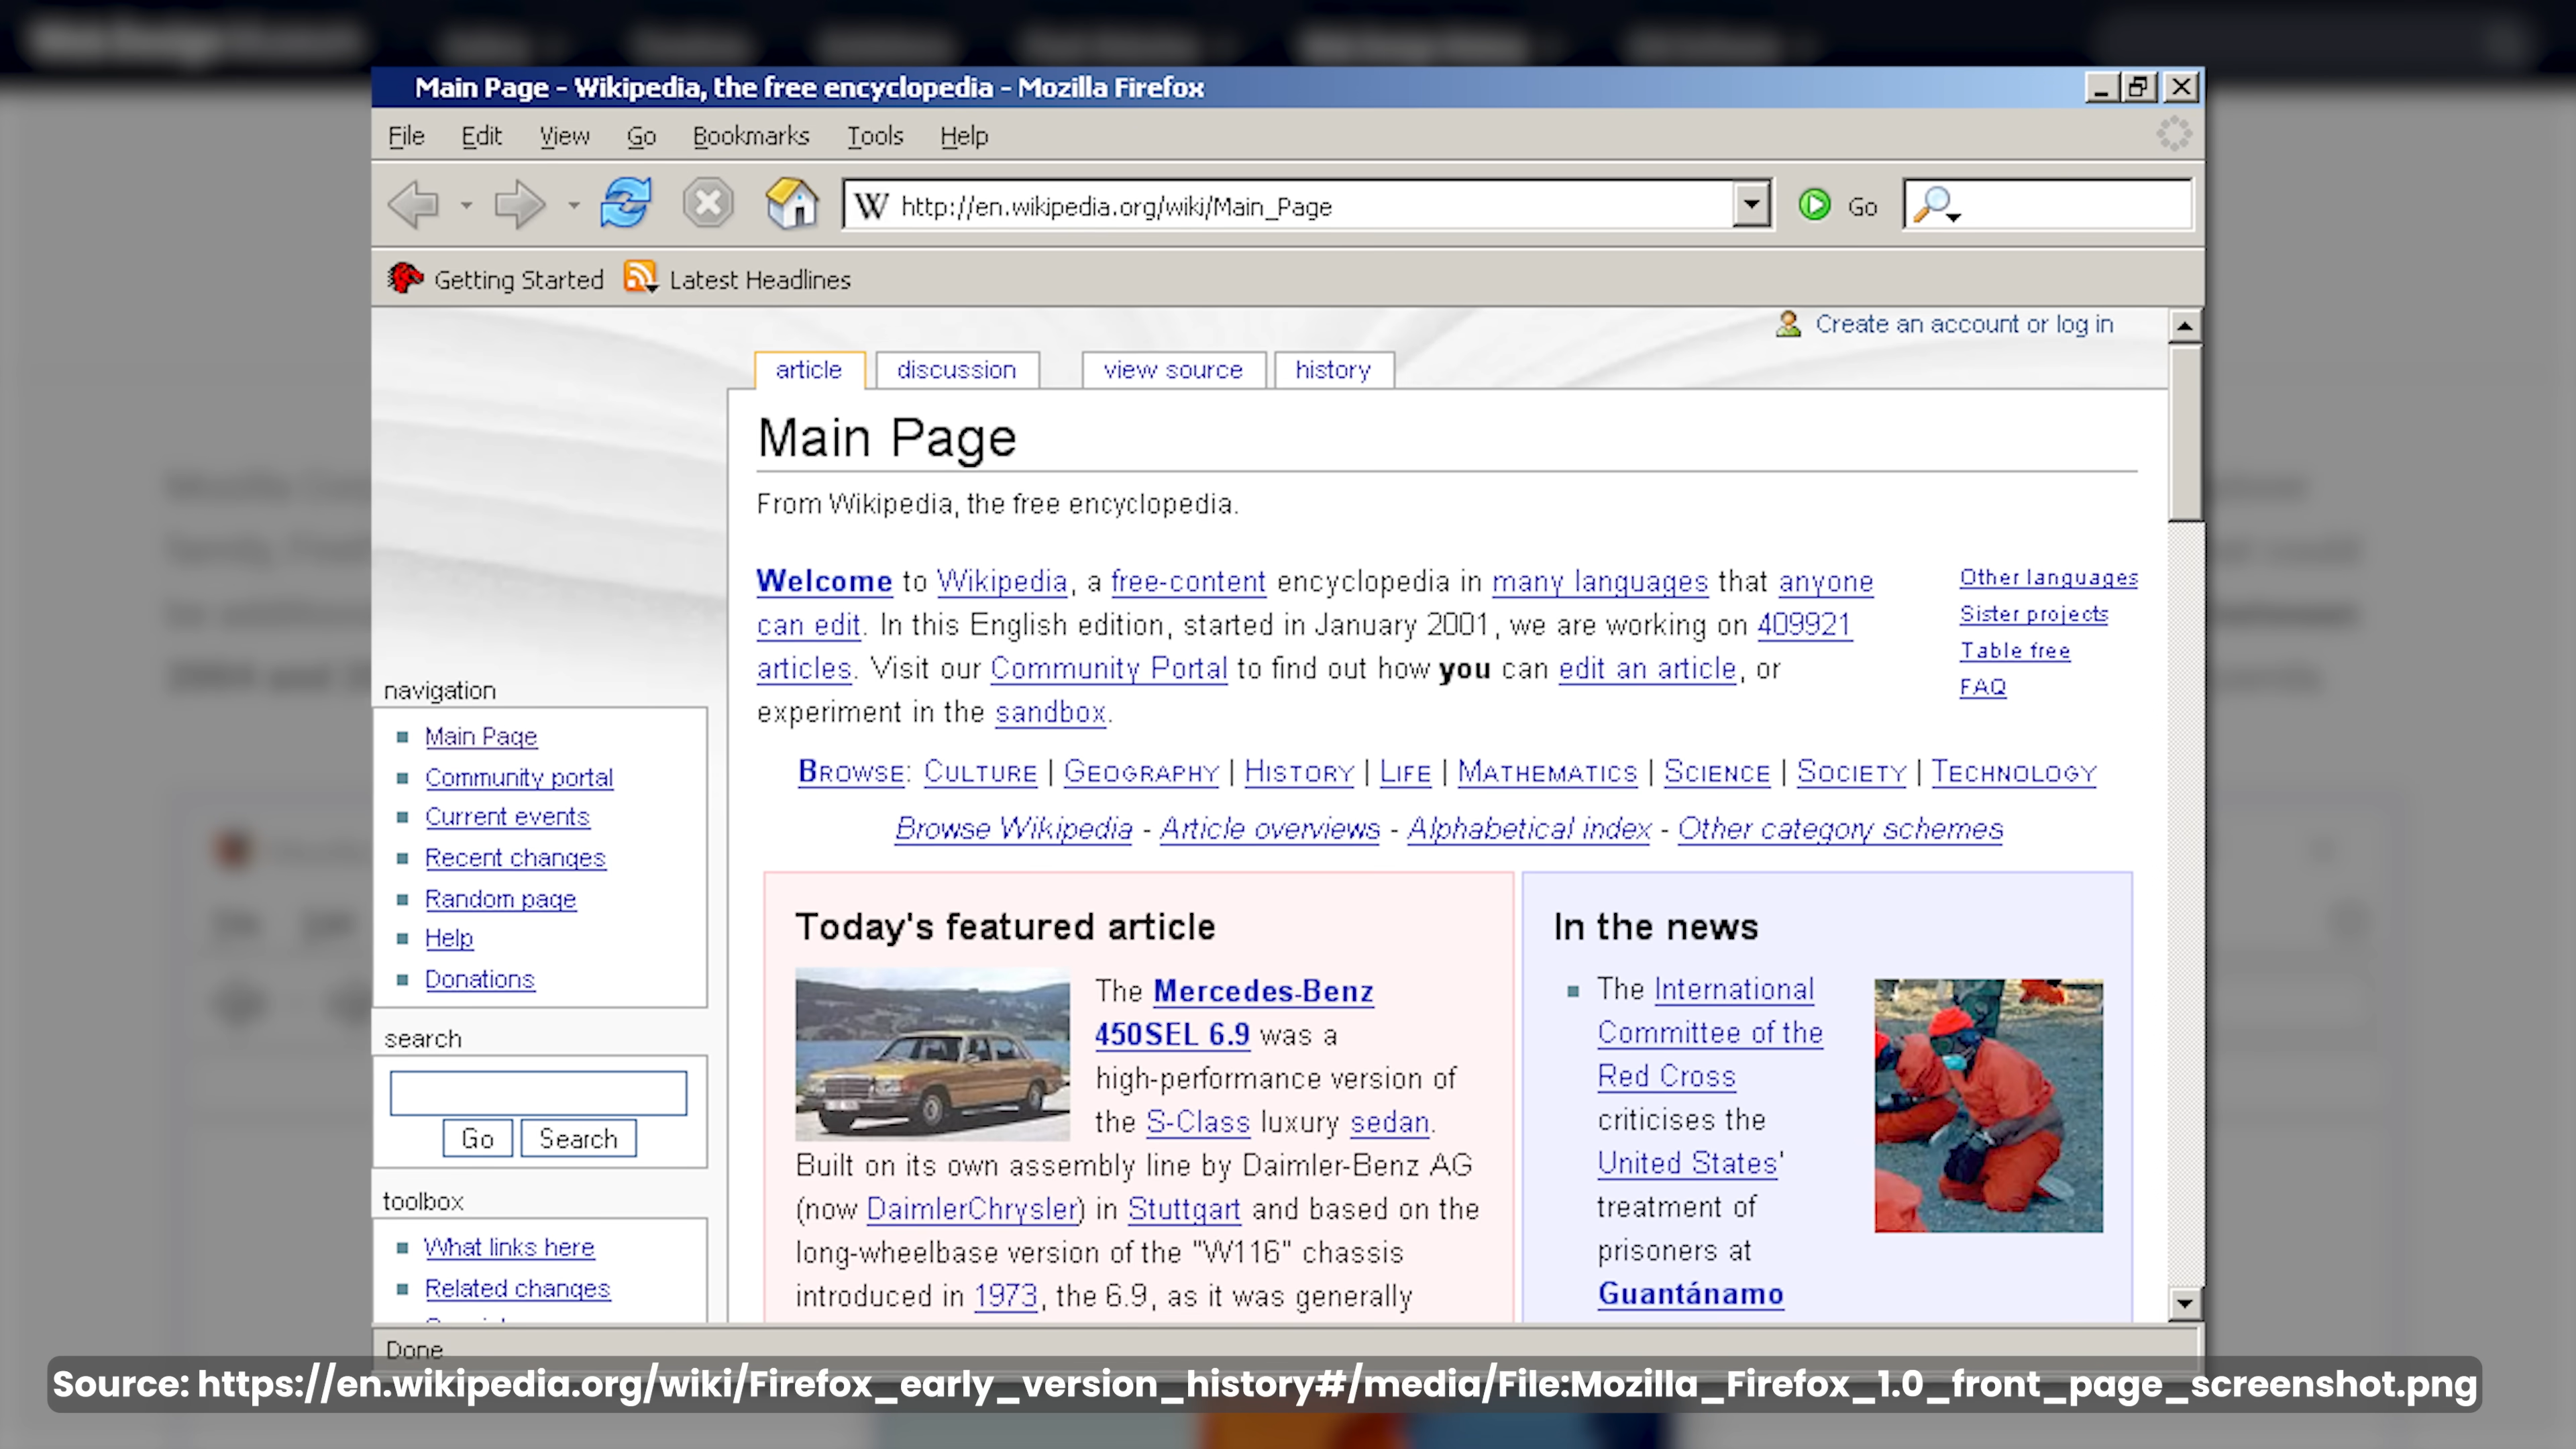 Main Page - Wikipedia, the free encyclopedia - Mozilla Firefox
File Edit View Go Bookmarks Tools Help
W http://en.wikipedia.org/wiki/Main_Page Go
Getting Started Latest Headlines
Create an account or log in
article discussion view source history
Main Page
From Wikipedia, the free encyclopedia.
Welcome to Wikipedia, a free-content encyclopedia in many languages that anyone
can edit. In this English edition, started in January 2001, we are working on 409921
articles. Visit our Community Portal to find out how you can edit an article, or
experiment in the sandbox.
Other languages
Sister projects
Table free
FAQ
BROWSE: CULTURE | GEOGRAPHY | HISTORY | LIFE | MATHEMATICS | SCIENCE | SOCIETY | TECHNOLOGY
Browse Wikipedia - Article overviews - Alphabetical index - Other category schemes
navigation
Main Page
Community portal
Current events
Recent changes
Random page
Help
Donations
search
Go Search
toolbox
What links here
Related changes
Today's featured article
The Mercedes-Benz
450SEL 6.9 was a
high-performance version of
the S-Class luxury sedan.
Built on its own assembly line by Daimler-Benz AG
(now DaimlerChrysler) in Stuttgart and based on the
long-wheelbase version of the "W116" chassis
introduced in 1973, the 6.9, as it was generally
In the news
The International
Committee of the
Red Cross
criticises the
United States'
treatment of
prisoners at
Guantánamo
Done
Source: https://en.wikipedia.org/wiki/Firefox_early_version_history#/media/File:Mozilla_Firefox_1.0_front_page_screenshot.png